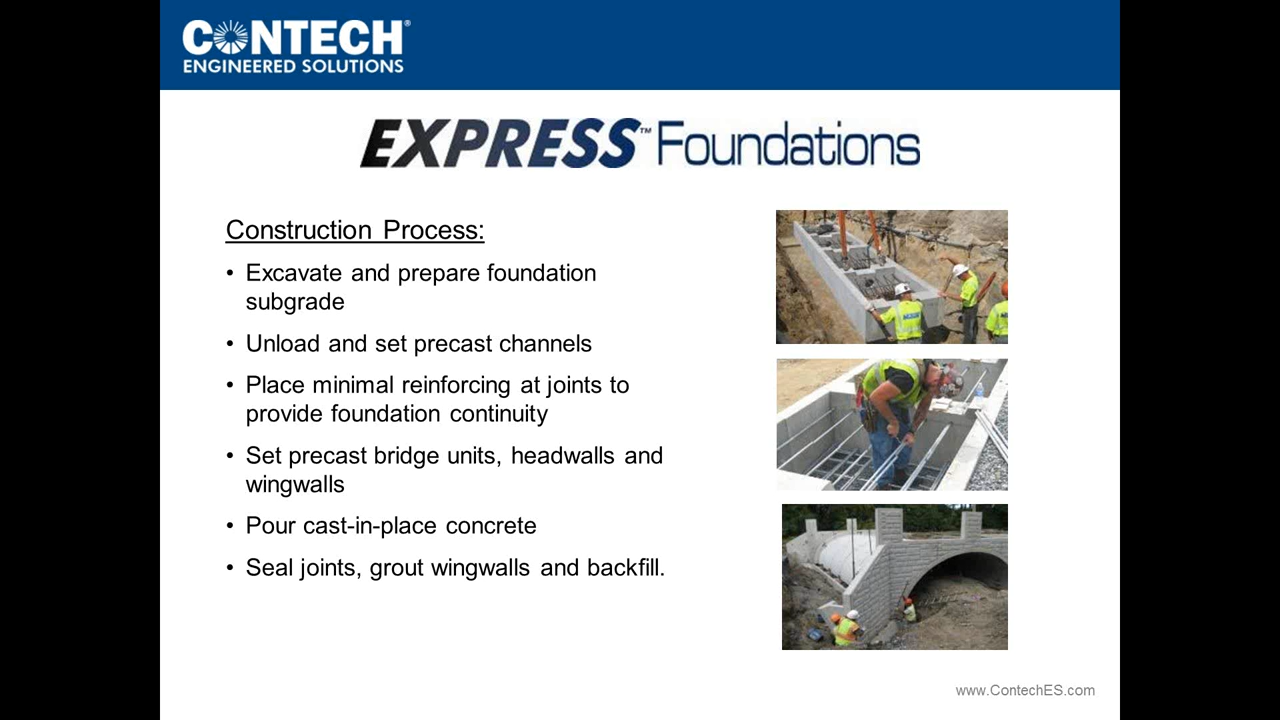 CONTECH®
ENGINEERED SOLUTIONS
EXPRESS™ Foundations
Construction Process:
• Excavate and prepare foundation
subgrade
• Unload and set precast channels
• Place minimal reinforcing at joints to
provide foundation continuity
• Set precast bridge units, headwalls and
wingwalls
• Pour cast-in-place concrete
• Seal joints, grout wingwalls and backfill.
www.ContechES.com